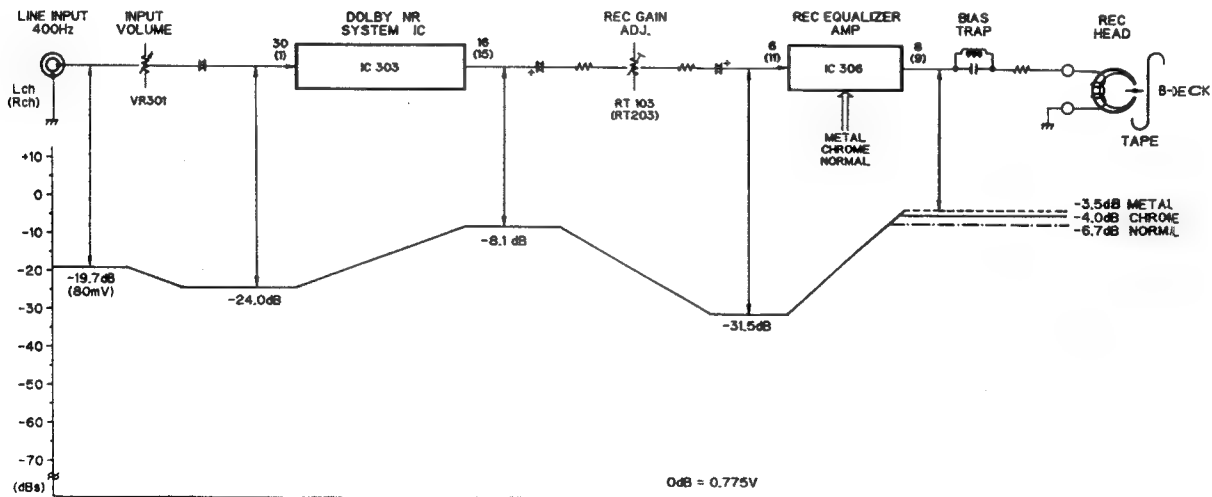 LINE INPUT
400Hz
INPUT
VOLUME
DOLBY NR
SYSTEM IC
REC GAIN
ADJ.
REC EQUALIZER
AMP
BIAS
TRAP
REC
HEAD
30
(1)
IC 303
16
(15)
6
(11)
IC 306
8
(9)
Lch
(Rch)
VR301
RT 103
(RT203)
METAL
CHROME
NORMAL
B-DECK
TAPE
+10
0
-10
-20
-30
-40
-50
-60
-70
(dBs)
-19.7dB
(80mV)
-24.0dB
-8.1 dB
-31.5dB
-3.5dB METAL
-4.0dB CHROME
-6.7dB NORMAL
0dB = 0.775V